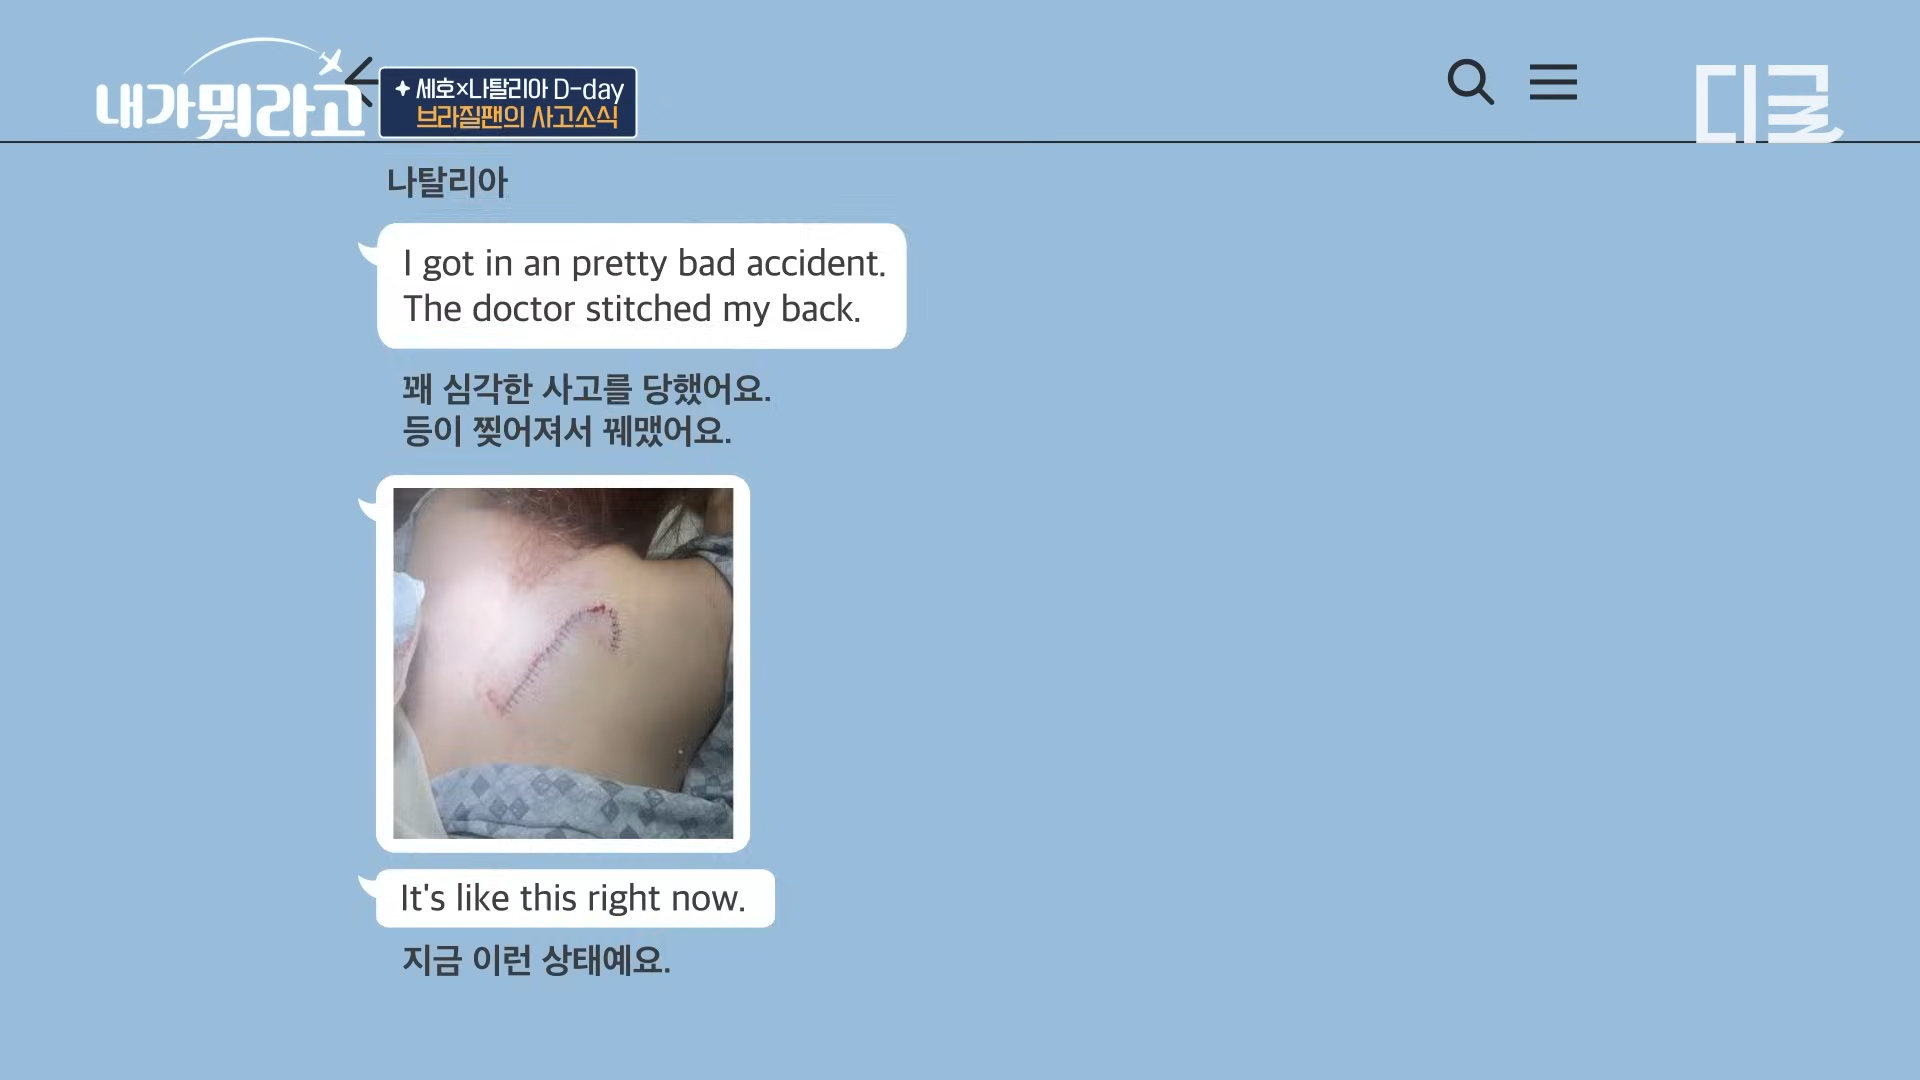 내가뭐라고
세호x나탈리아 D-day
브라질팬의 사고소식
디글
나탈리아
I got in an pretty bad accident.
The doctor stitched my back.
꽤 심각한 사고를 당했어요.
등이 찢어져서 꿰맸어요.
It's like this right now.
지금 이런 상태예요.